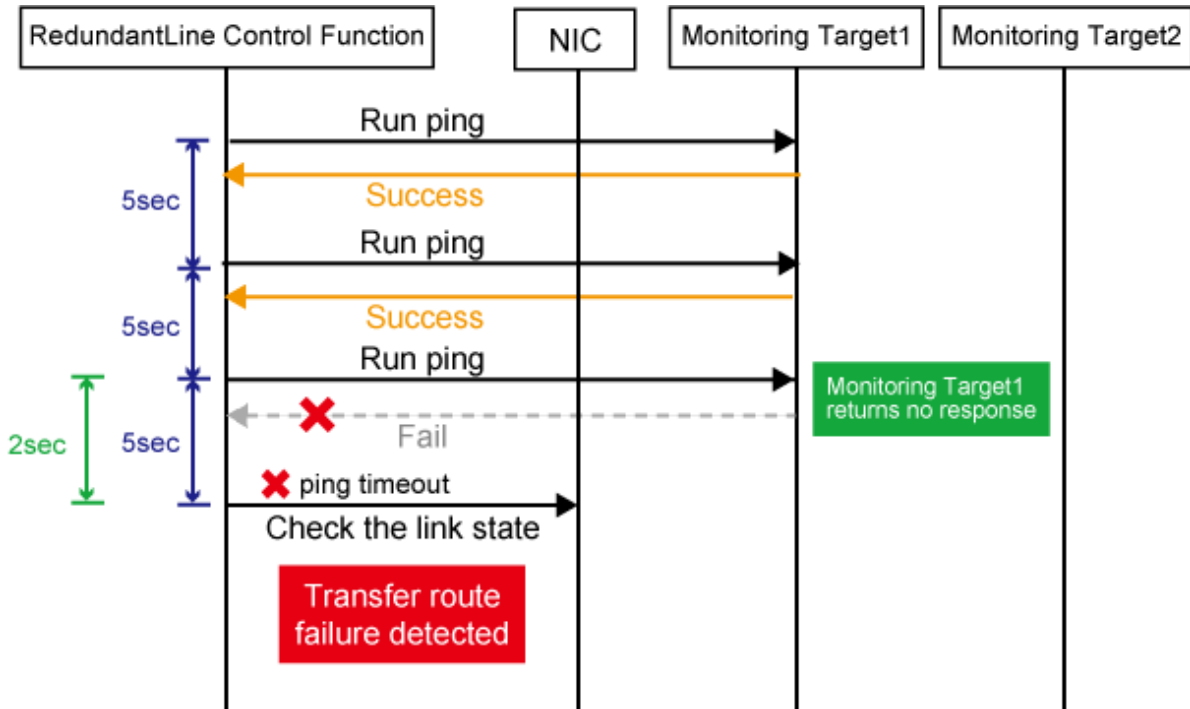 RedundantLine Control Function
NIC
Monitoring Target1
Monitoring Target2
Run ping
Success
5sec
Run ping
Success
5sec
Run ping
Monitoring Target1
returns no response
Fail
2sec
5sec
ping timeout
Check the link state
Transfer route
failure detected